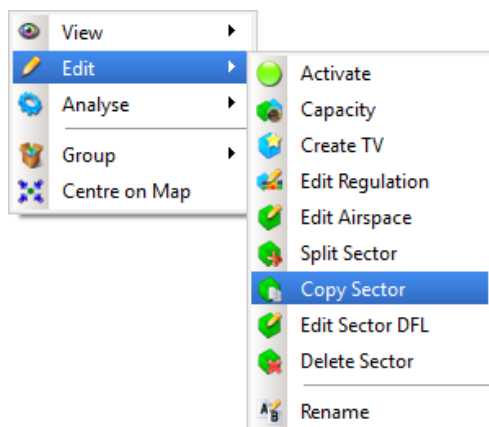 View
Edit
Analyse
Group
Centre on Map
Activate
Capacity
Create TV
Edit Regulation
Edit Airspace
Split Sector
Copy Sector
Edit Sector DFL
Delete Sector
Rename